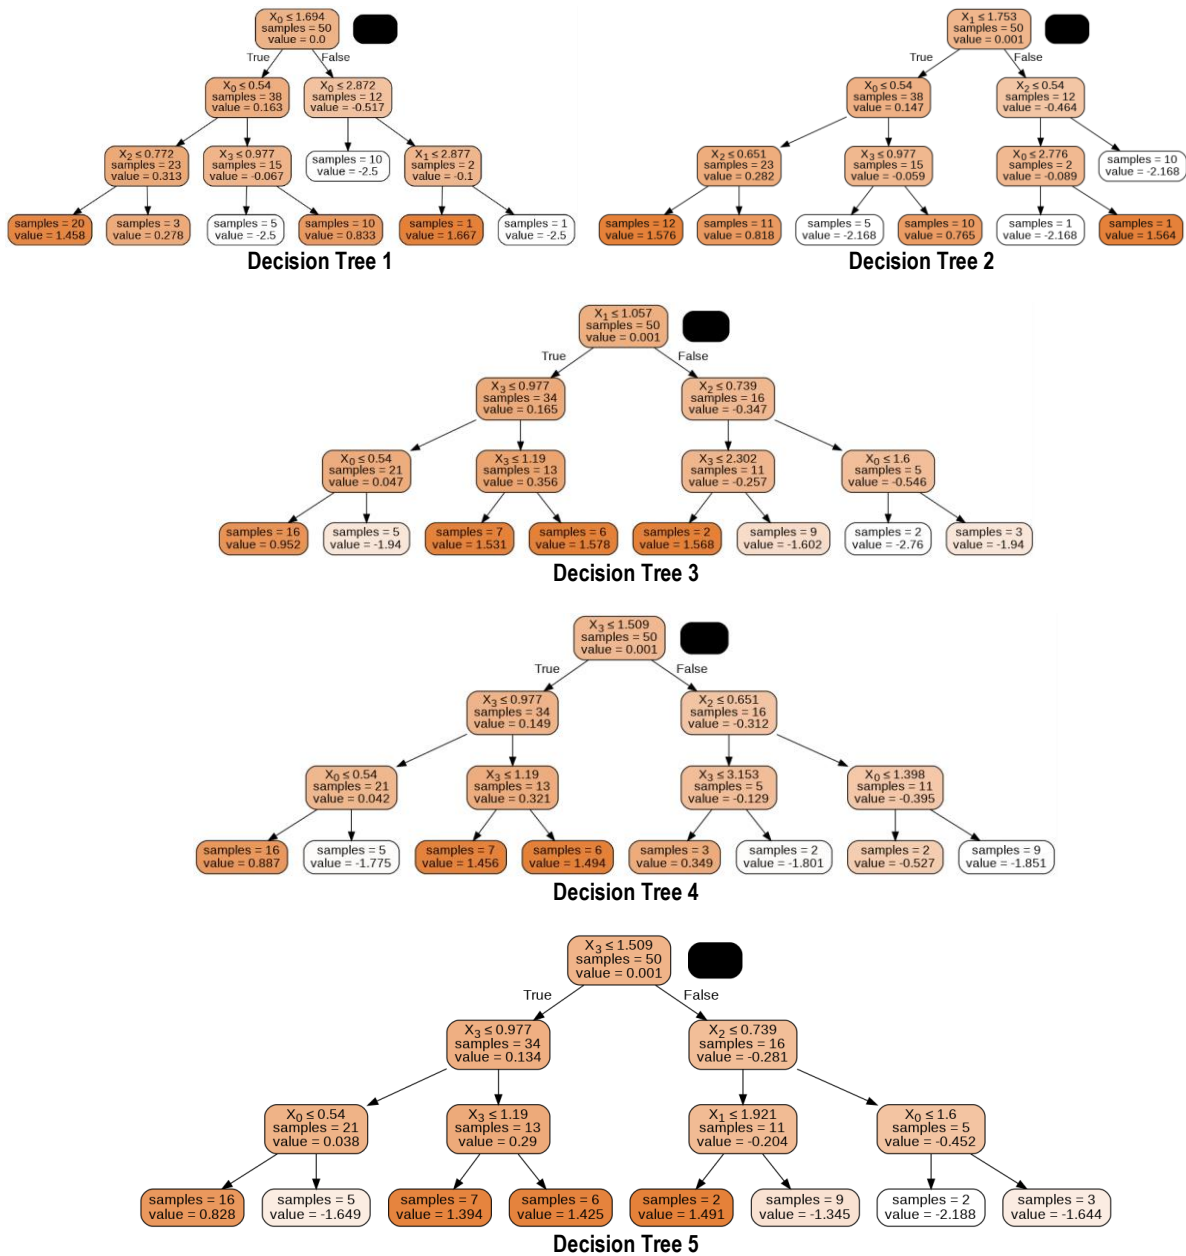 X0 ≤ 1.694
samples = 50
value = 0.0
True
False
X0 ≤ 0.54
samples = 38
value = 0.163
X0 ≤ 2.872
samples = 12
value = -0.517
X2 ≤ 0.772
samples = 23
value = 0.313
X3 ≤ 0.977
samples = 15
value = -0.067
samples = 10
value = -2.5
X1 ≤ 2.877
samples = 2
value = -0.1
samples = 20
value = 1.458
samples = 3
value = 0.278
samples = 5
value = -2.5
samples = 10
value = 0.833
samples = 1
value = 1.667
samples = 1
value = -2.5
Decision Tree 1
X1 ≤ 1.753
samples = 50
value = 0.001
True
False
X0 ≤ 0.54
samples = 38
value = 0.147
X2 ≤ 0.54
samples = 12
value = -0.464
X2 ≤ 0.651
samples = 23
value = 0.282
X3 ≤ 0.977
samples = 15
value = -0.059
X0 ≤ 2.776
samples = 2
value = -0.089
samples = 10
value = -2.168
samples = 12
value = 1.576
samples = 11
value = 0.818
samples = 5
value = -2.168
samples = 10
value = 0.765
samples = 1
value = -2.168
samples = 1
value = 1.564
Decision Tree 2
X1 ≤ 1.057
samples = 50
value = 0.001
True
False
X3 ≤ 0.977
samples = 34
value = 0.165
X2 ≤ 0.739
samples = 16
value = -0.347
X0 ≤ 0.54
samples = 21
value = 0.047
X3 ≤ 1.19
samples = 13
value = 0.356
X3 ≤ 2.302
samples = 11
value = -0.257
X0 ≤ 1.6
samples = 5
value = -0.546
samples = 16
value = 0.952
samples = 5
value = -1.94
samples = 7
value = 1.531
samples = 6
value = 1.578
samples = 2
value = 1.568
samples = 9
value = -1.602
samples = 2
value = -2.76
samples = 3
value = -1.94
Decision Tree 3
X3 ≤ 1.509
samples = 50
value = 0.001
True
False
X3 ≤ 0.977
samples = 34
value = 0.149
X2 ≤ 0.651
samples = 16
value = -0.312
X0 ≤ 0.54
samples = 21
value = 0.042
X3 ≤ 1.19
samples = 13
value = 0.321
X3 ≤ 3.153
samples = 5
value = -0.129
X0 ≤ 1.398
samples = 11
value = -0.395
samples = 16
value = 0.887
samples = 5
value = -1.775
samples = 7
value = 1.456
samples = 6
value = 1.494
samples = 3
value = 0.349
samples = 2
value = -1.801
samples = 2
value = -0.527
samples = 9
value = -1.851
Decision Tree 4
X3 ≤ 1.509
samples = 50
value = 0.001
True
False
X3 ≤ 0.977
samples = 34
value = 0.134
X2 ≤ 0.739
samples = 16
value = -0.281
X0 ≤ 0.54
samples = 21
value = 0.038
X3 ≤ 1.19
samples = 13
value = 0.29
X1 ≤ 1.921
samples = 11
value = -0.204
X0 ≤ 1.6
samples = 5
value = -0.452
samples = 16
value = 0.828
samples = 5
value = -1.649
samples = 7
value = 1.394
samples = 6
value = 1.425
samples = 2
value = 1.491
samples = 9
value = -1.345
samples = 2
value = -2.188
samples = 3
value = -1.644
Decision Tree 5